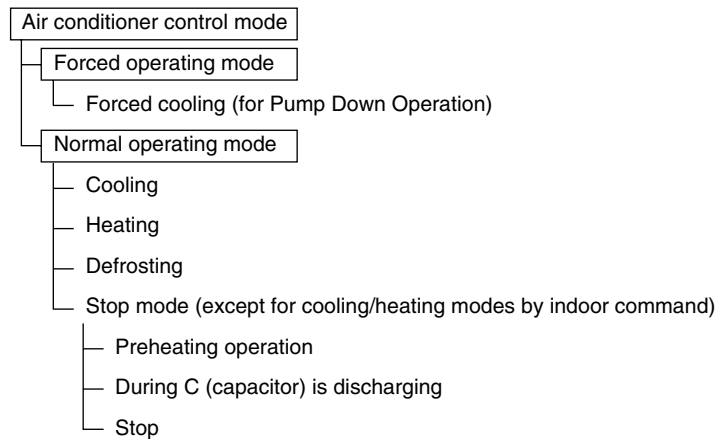 Air conditioner control mode
Forced operating mode
Forced cooling (for Pump Down Operation)
Normal operating mode
Cooling
Heating
Defrosting
Stop mode (except for cooling/heating modes by indoor command)
Preheating operation
During C (capacitor) is discharging
Stop